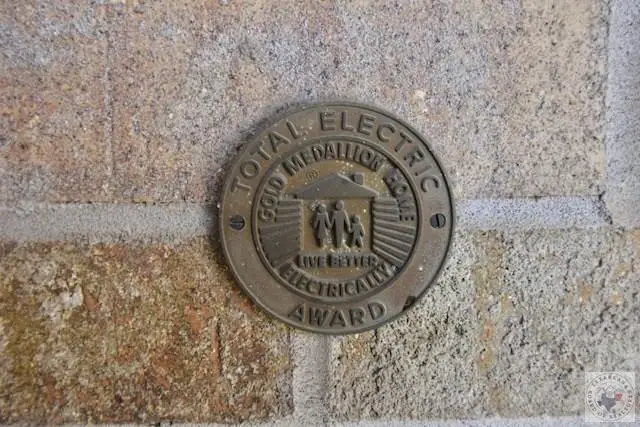 TOTAL ELECTRIC
GOLD MEDALLION HOME
LIVE BETTER
ELECTRICALLY
AWARD